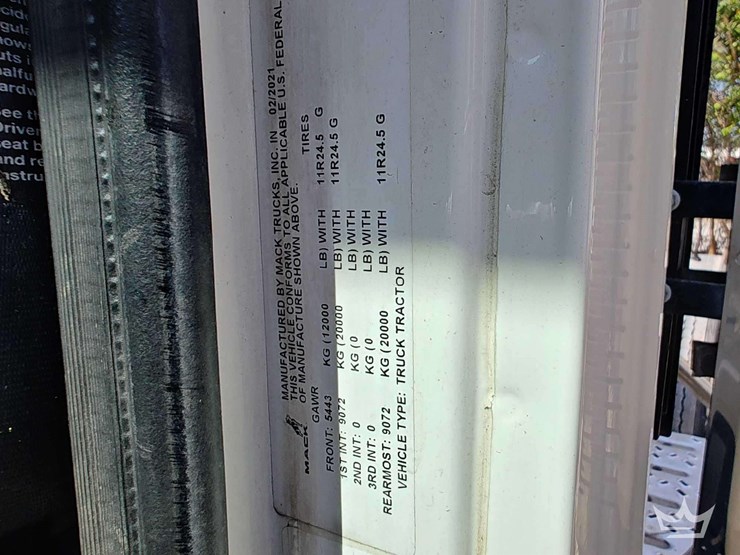 MANUFACTURED BY MACK TRUCKS, INC. IN 02/2021
THIS VEHICLE CONFORMS TO ALL APPLICABLE U.S. FEDERAL
OF MANUFACTURE SHOWN ABOVE.
MACK
GAWR TIRES
FRONT: 5443 KG (12000 LB) WITH 11R24.5 G
1ST INT: 9072 KG (20000 LB) WITH 11R24.5 G
2ND INT: 0 KG (0 LB) WITH
3RD INT: 0 KG (0 LB) WITH
REARMOST: 9072 KG (20000 LB) WITH 11R24.5 G
VEHICLE TYPE: TRUCK TRACTOR